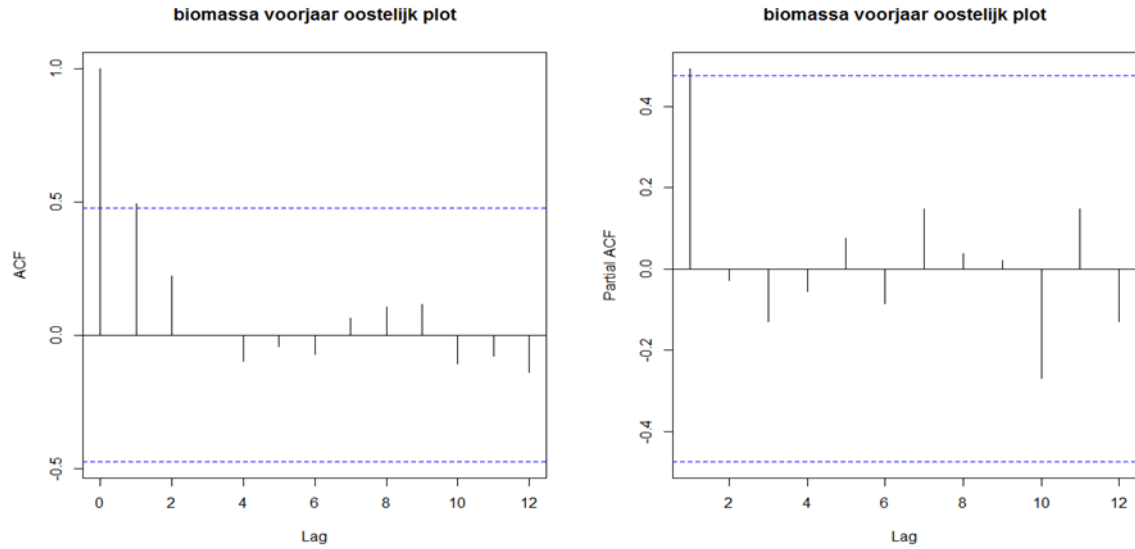 biomassa voorjaar oostelijk plot
ACF
1.0
0.5
0.0
-0.5
0 2 4 6 8 10 12
Lag
biomassa voorjaar oostelijk plot
Partial ACF
0.4
0.2
0.0
-0.2
-0.4
2 4 6 8 10 12
Lag